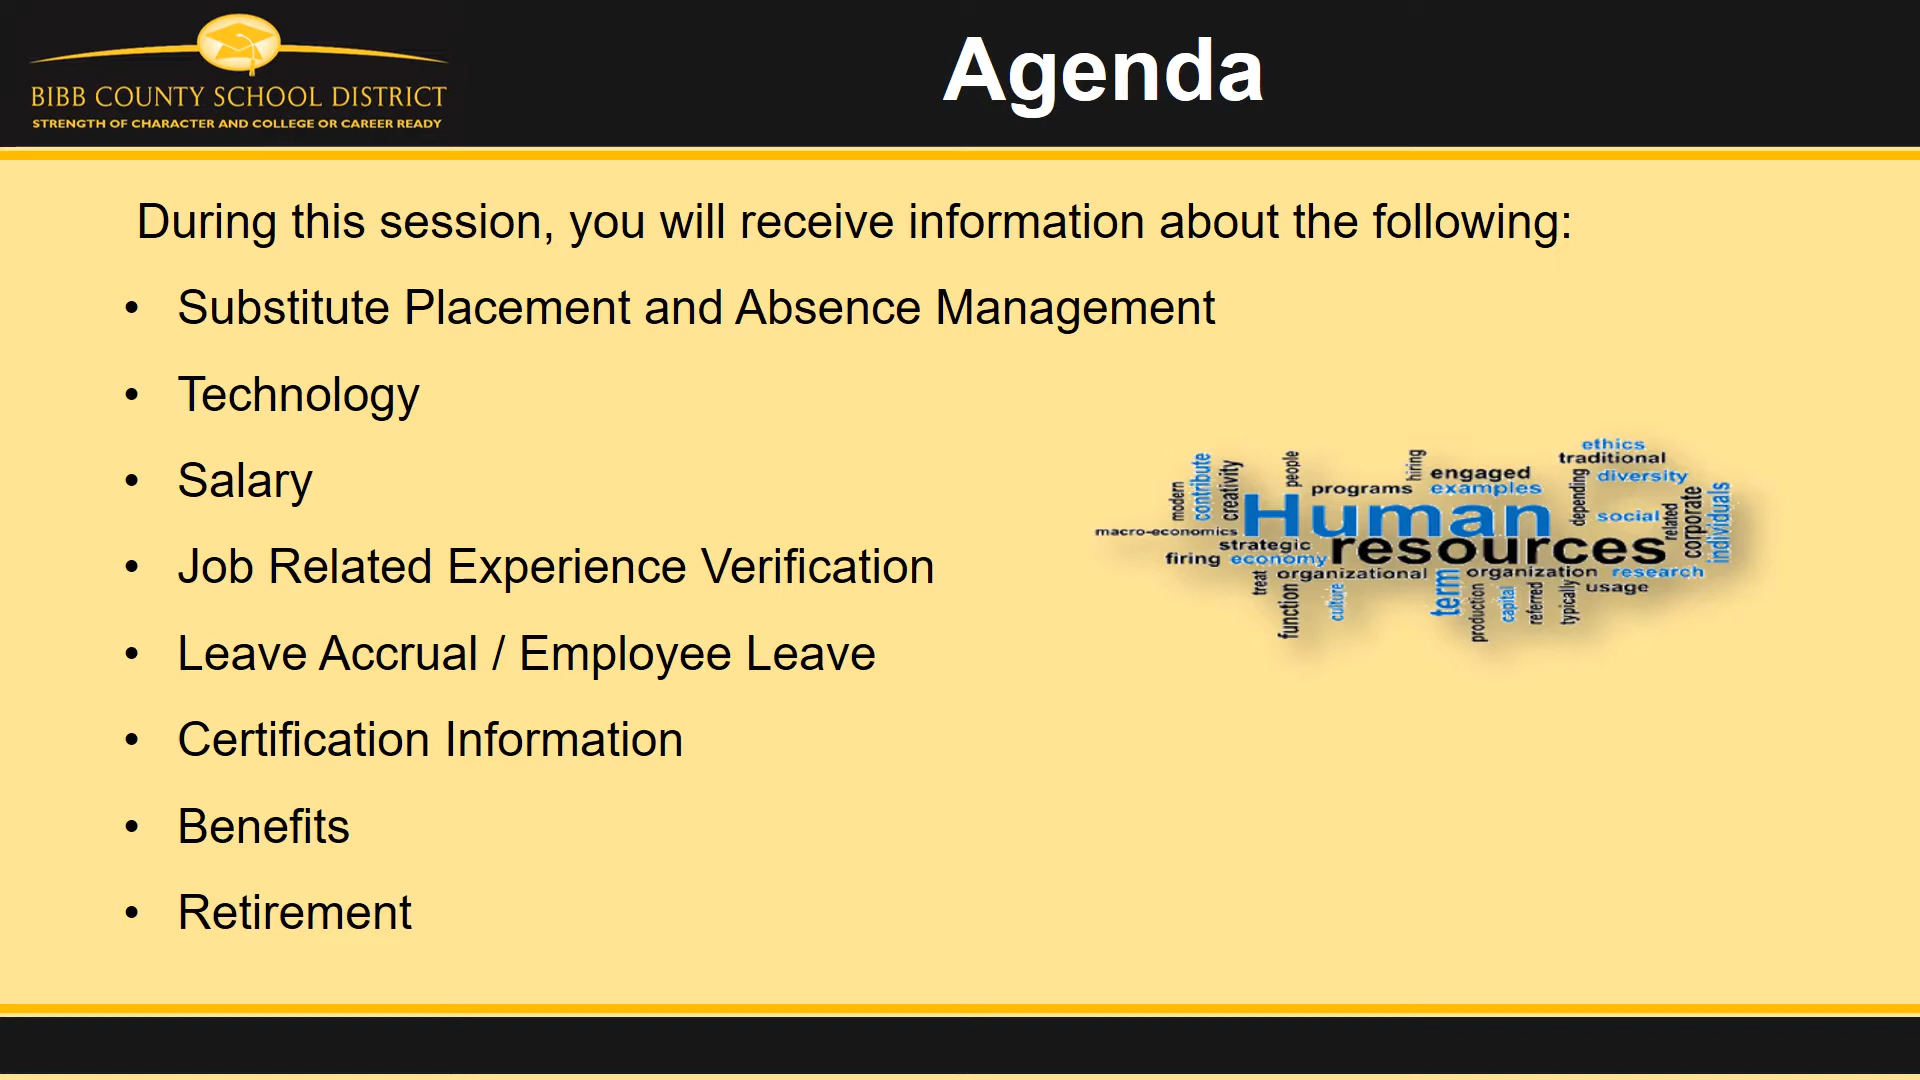 BIBB COUNTY SCHOOL DISTRICT
STRENGTH OF CHARACTER AND COLLEGE OR CAREER READY
Agenda
During this session, you will receive information about the following:
• Substitute Placement and Absence Management
• Technology
• Salary
• Job Related Experience Verification
• Leave Accrual / Employee Leave
• Certification Information
• Benefits
• Retirement
ethics
traditional
diversity
hiring
engaged
people
programs
examples
depending
modern
contribute
creativity
Human
social
related
corporate
individuals
macro-economics
strategic
resources
firing
economy
treat
organizational
organization
research
term
usage
function
culture
production
capital
referred
typically